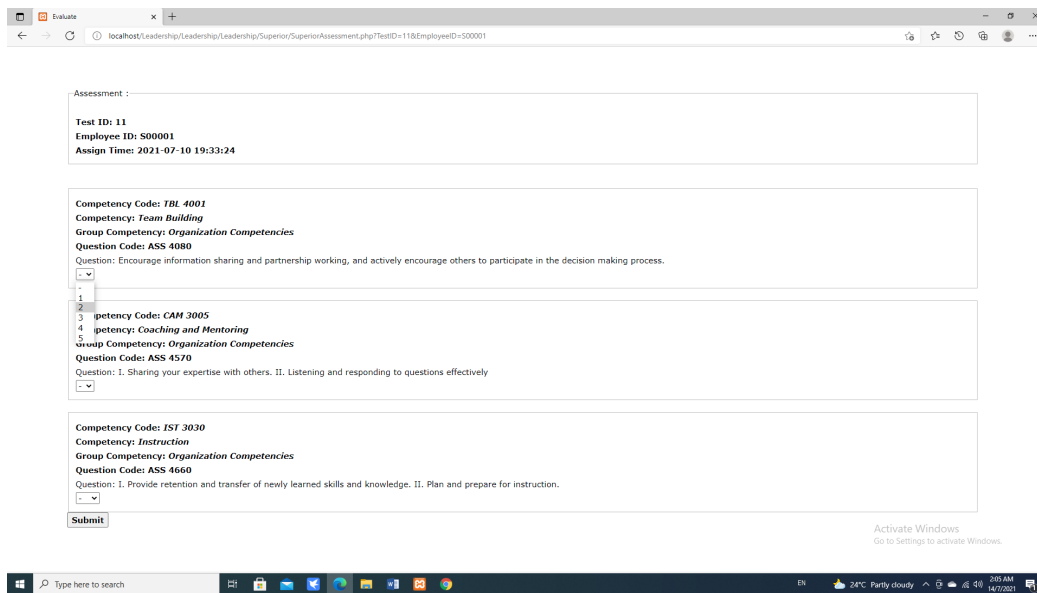 Evaluate
localhost/Leadership/Leadership/Leadership/Superior/SuperiorAssessment.php?TestID=11&EmployeeID=S00001
Assessment :
Test ID: 11
Employee ID: S00001
Assign Time: 2021-07-10 19:33:24
Competency Code: TBL 4001
Competency: Team Building
Group Competency: Organization Competencies
Question Code: ASS 4080
Question: Encourage information sharing and partnership working, and actively encourage others to participate in the decision making process.
-
-
1
2
3
4
5
petency Code: CAM 3005
petency: Coaching and Mentoring
Group Competency: Organization Competencies
Question Code: ASS 4570
Question: I. Sharing your expertise with others. II. Listening and responding to questions effectively
-
Competency Code: IST 3030
Competency: Instruction
Group Competency: Organization Competencies
Question Code: ASS 4660
Question: I. Provide retention and transfer of newly learned skills and knowledge. II. Plan and prepare for instruction.
-
Submit
Activate Windows
Go to Settings to activate Windows.
Type here to search
EN
24°C Partly cloudy
2:05 AM
14/7/2021